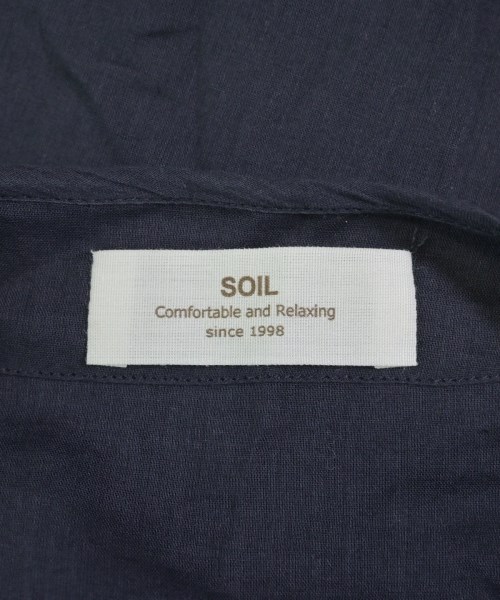 SOIL
Comfortable and Relaxing
since 1998